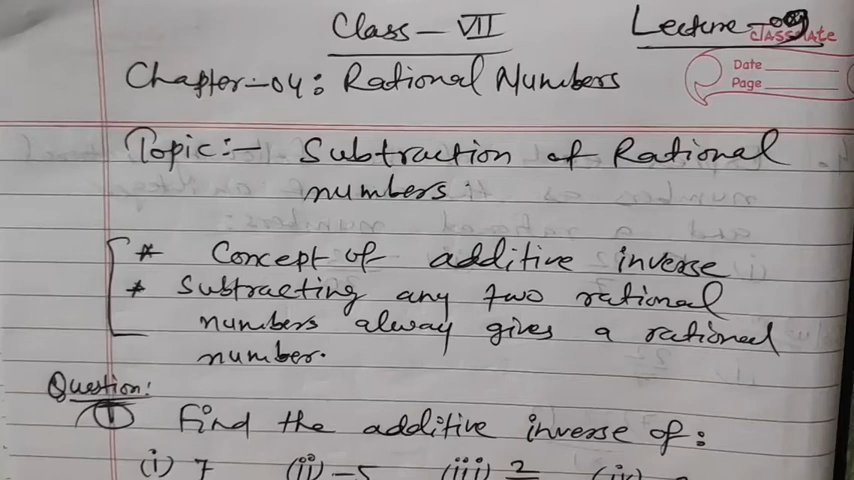 Class - VII
Lecture - 09
classmate
Date
Page
Chapter-04: Rational Numbers
Topic:- Subtraction of Rational
numbers:
* Concept of additive inverse
* Subtracting any two rational
numbers alway gives a rational
number.
Question:
① Find the additive inverse of:
(i) 7 (ii) -5 (iii) 2 (iv)